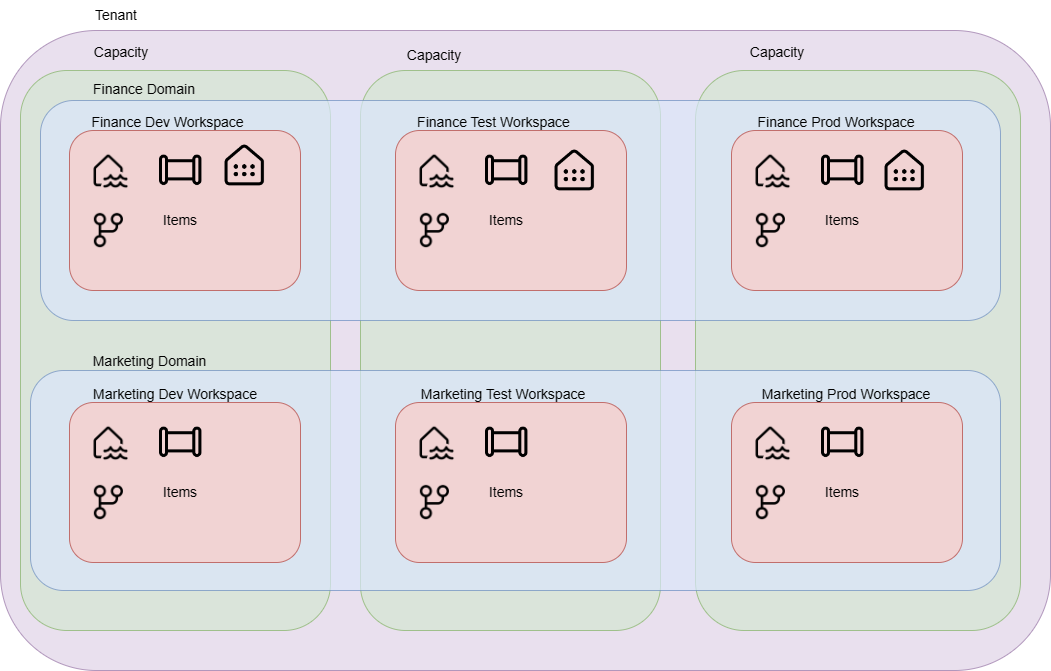 Tenant
Capacity
Capacity
Capacity
Finance Domain
Finance Dev Workspace
Finance Test Workspace
Finance Prod Workspace
Items
Items
Items
Marketing Domain
Marketing Dev Workspace
Marketing Test Workspace
Marketing Prod Workspace
Items
Items
Items